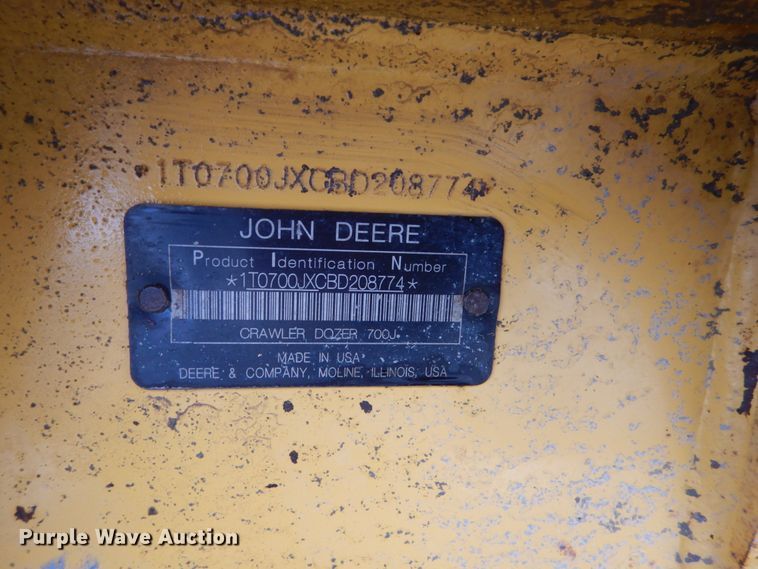 *1T0700JXCBD208774*
JOHN DEERE
Product Identification Number
*1T0700JXCBD208774*
CRAWLER DOZER 700J
MADE IN USA
DEERE & COMPANY, MOLINE, ILLINOIS, USA
Purple Wave Auction